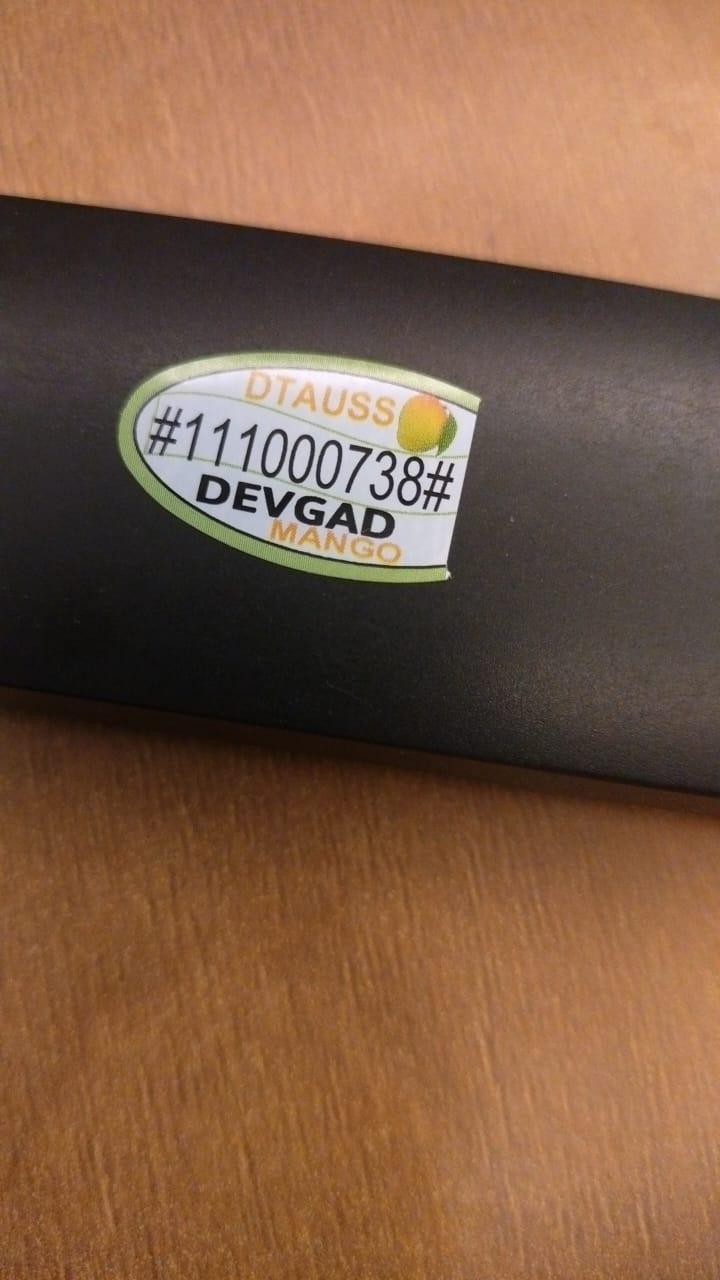 DTAUSS
#111000738#
DEVGAD
MANGO